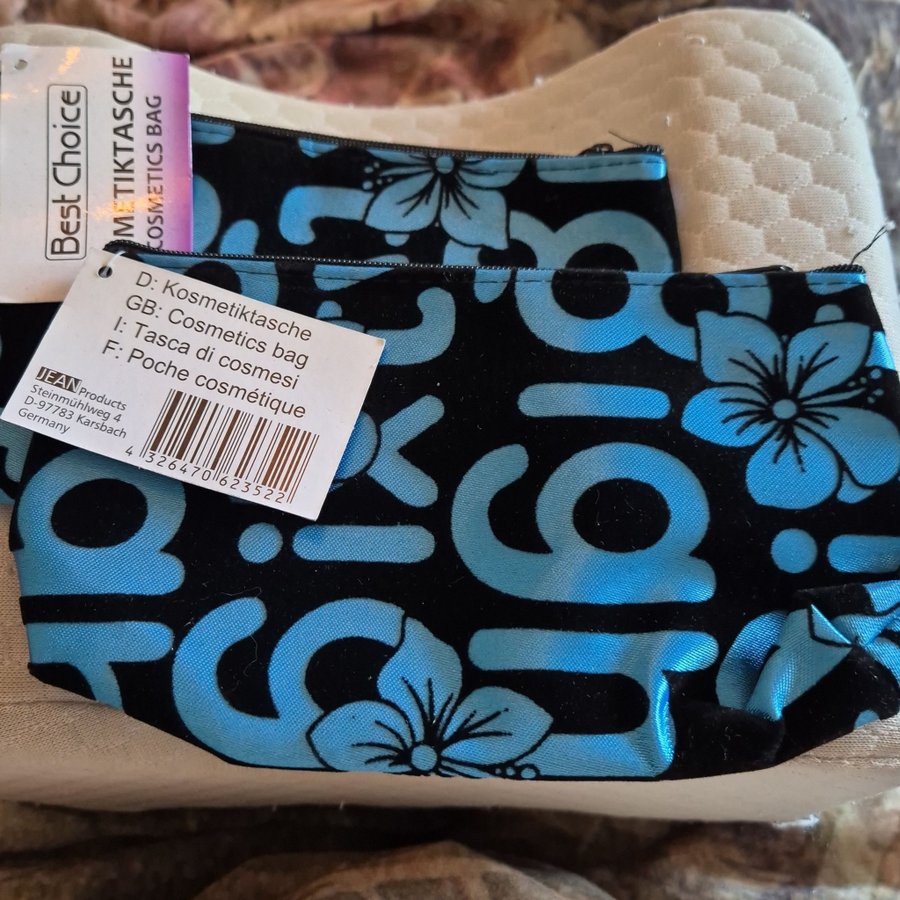 Best Choice
METIKTASCHE
COSMETICS BAG
D: Kosmetiktasche
GB: Cosmetics bag
I: Tasca di cosmesi
F: Poche cosmétique
JEAN Products
Steinmühlweg 4
D-97783 Karsbach
Germany
4 326470 623522